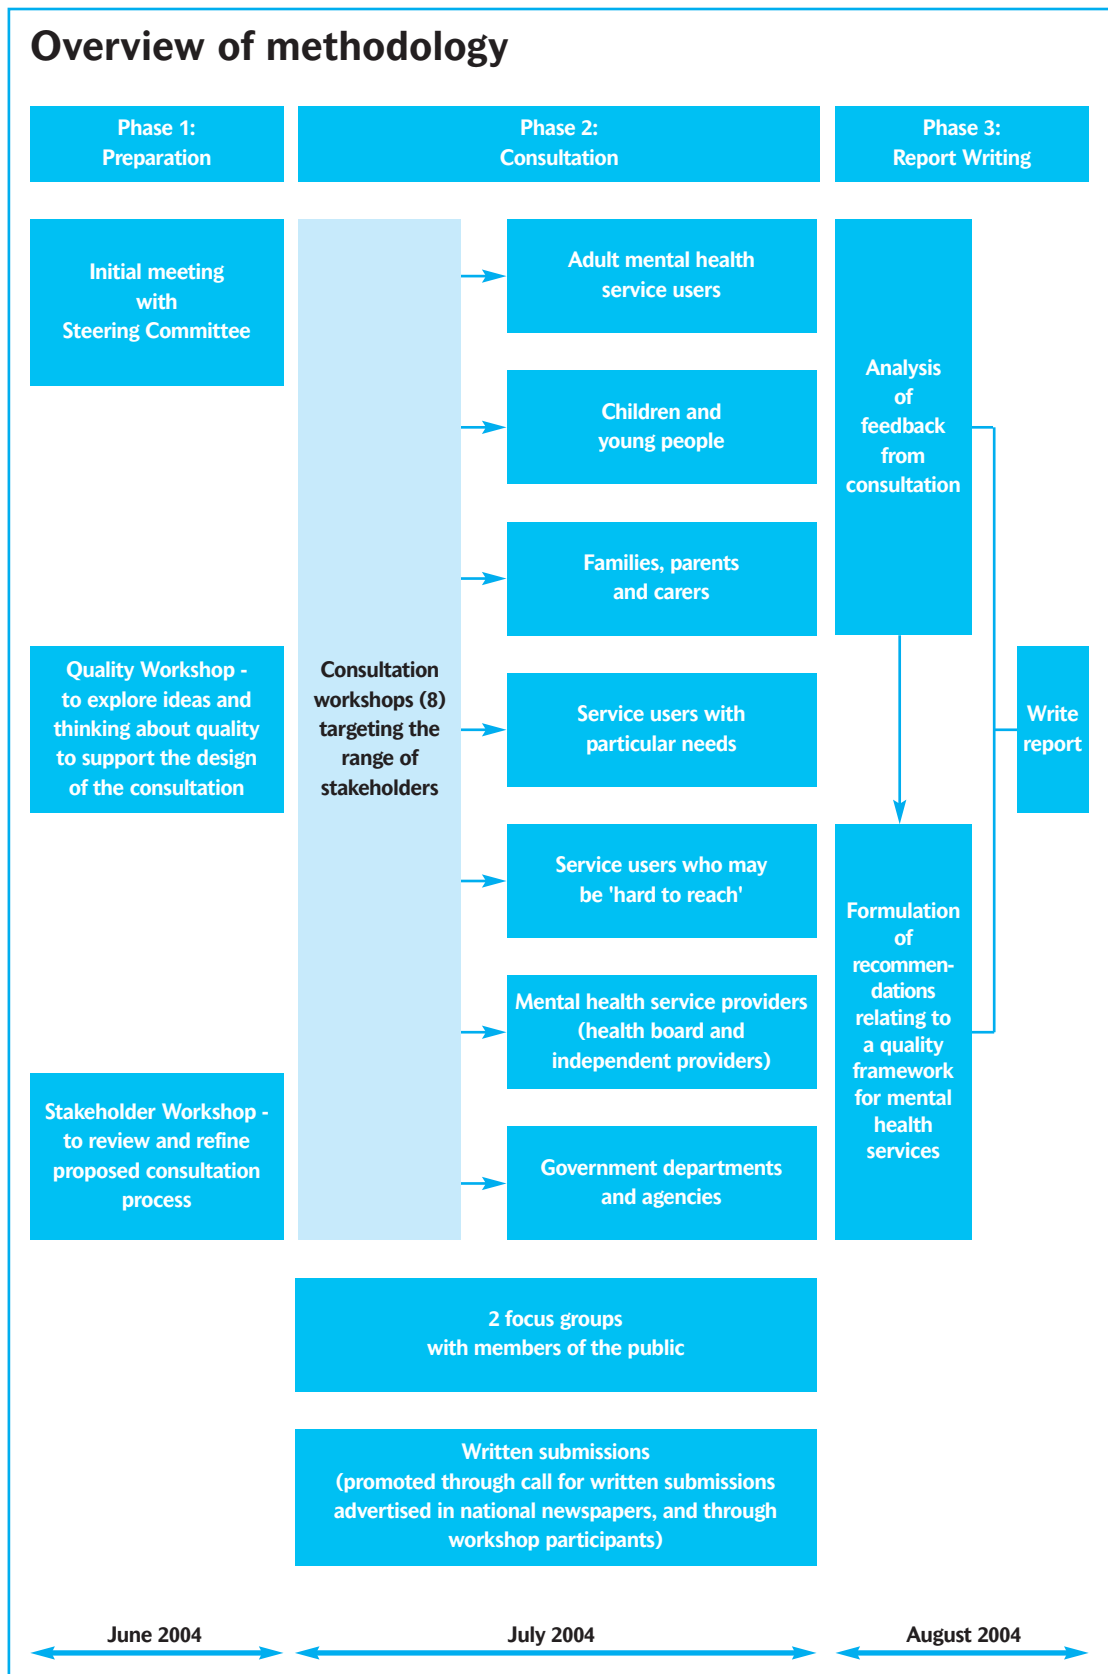 Overview of methodology
Phase 1:
Preparation
Phase 2:
Consultation
Phase 3:
Report Writing
Initial meeting
with
Steering Committee
Quality Workshop -
to explore ideas and
thinking about quality
to support the design
of the consultation
Stakeholder Workshop -
to review and refine
proposed consultation
process
Consultation
workshops (8)
targeting the
range of
stakeholders
Adult mental health
service users
Children and
young people
Families, parents
and carers
Service users with
particular needs
Service users who may
be 'hard to reach'
Mental health service providers
(health board and
independent providers)
Government departments
and agencies
2 focus groups
with members of the public
Written submissions
(promoted through call for written submissions
advertised in national newspapers, and through
workshop participants)
Analysis
of
feedback
from
consultation
Formulation
of
recommen-
dations
relating to
a quality
framework
for mental
health
services
Write
report
June 2004
July 2004
August 2004